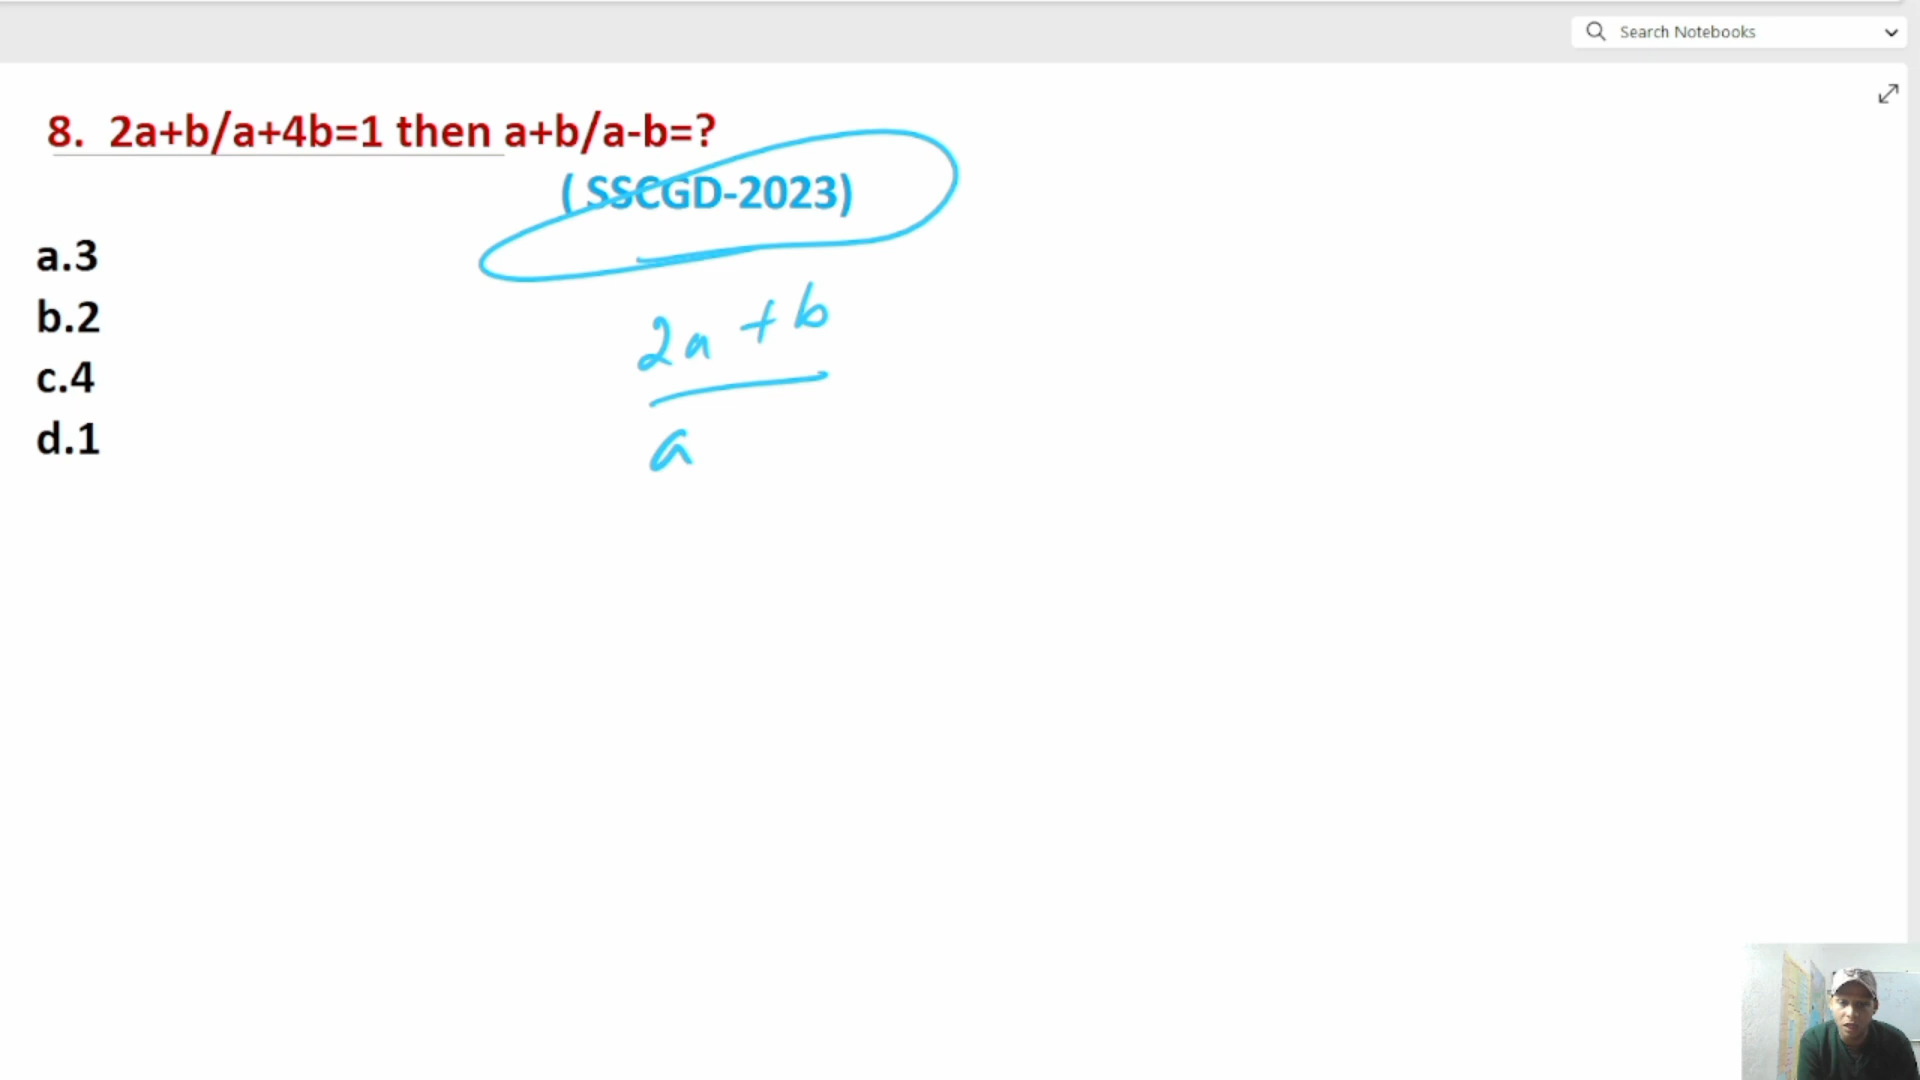 Search Notebooks
8. 2a+b/a+4b=1 then a+b/a-b=?
( SSCGD-2023)
a.3
b.2
c.4
d.1
2a + b
a